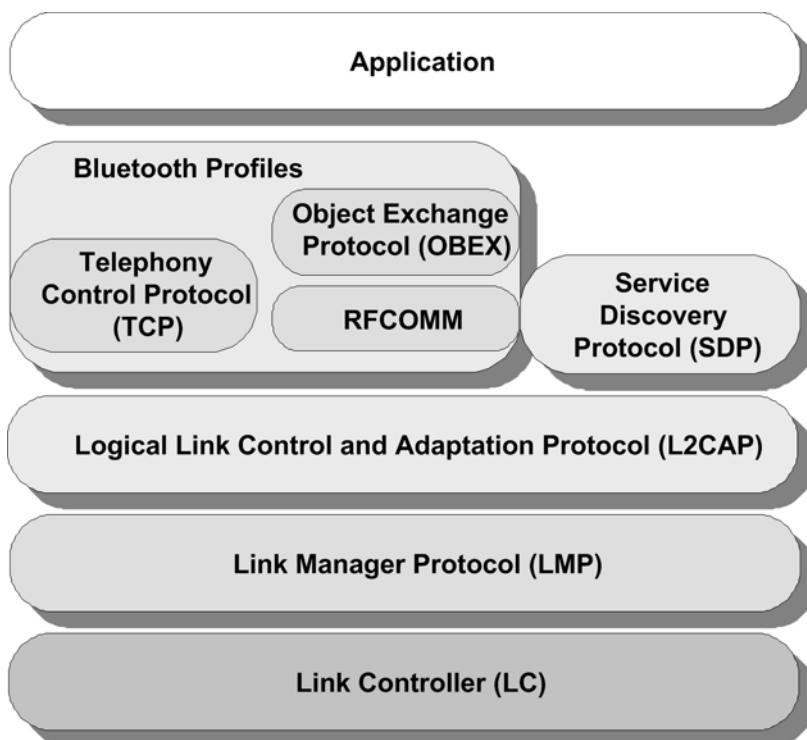 Application
Bluetooth Profiles
Object Exchange
Protocol (OBEX)
Telephony
Control Protocol
(TCP)
RFCOMM
Service
Discovery
Protocol (SDP)
Logical Link Control and Adaptation Protocol (L2CAP)
Link Manager Protocol (LMP)
Link Controller (LC)